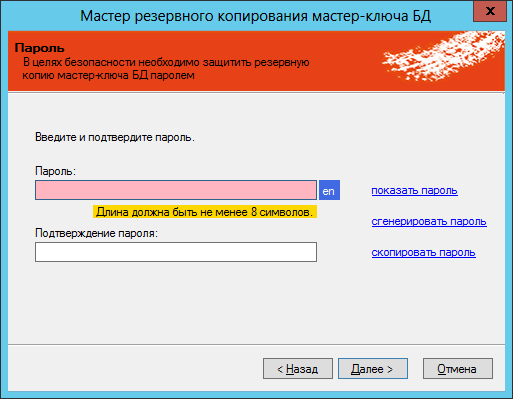 Мастер резервного копирования мастер-ключа БД
x
Пароль
В целях безопасности необходимо защитить резервную
копию мастер-ключа БД паролем
Введите и подтвердите пароль.
Пароль:
en
показать пароль
Длина должна быть не менее 8 символов.
сгенерировать пароль
Подтверждение пароля:
скопировать пароль
< Назад
Далее >
Отмена